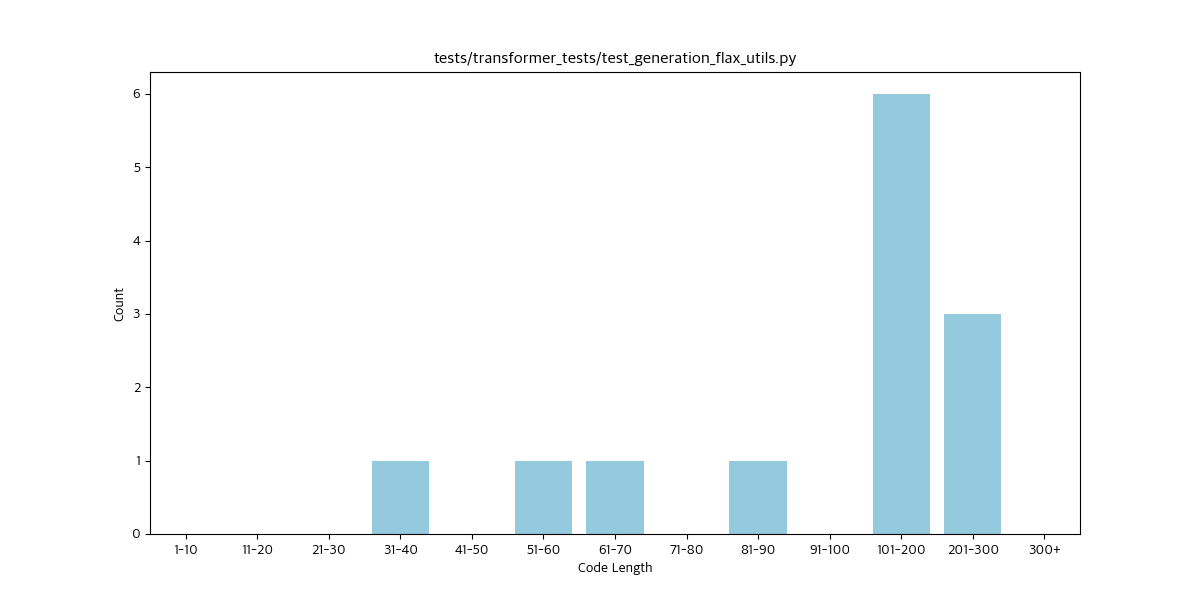 tests/transformer_tests/test_generation_flax_utils.py
6
5
4
3
2
1
0
Count
1-10 11-20 21-30 31-40 41-50 51-60 61-70 71-80 81-90 91-100 101-200 201-300 300+
Code Length